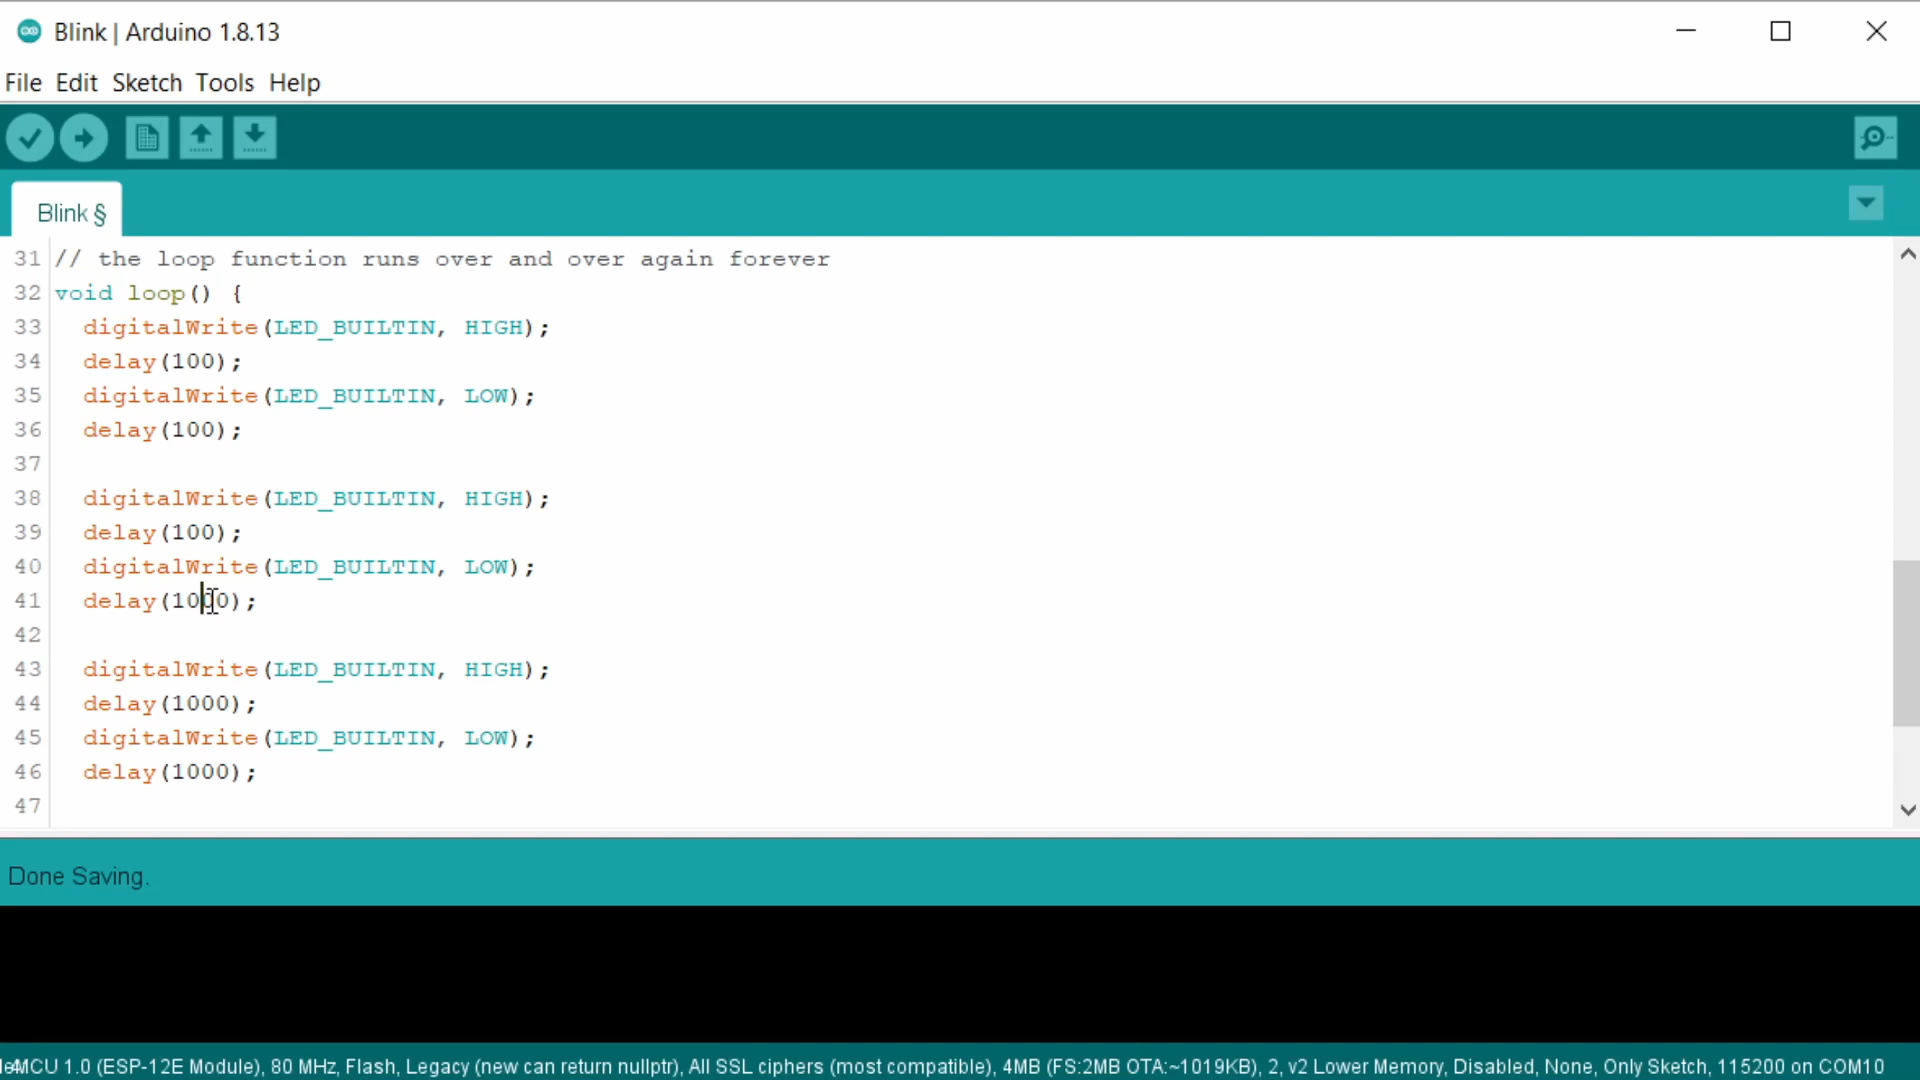 Blink | Arduino 1.8.13
File Edit Sketch Tools Help
Blink §
31 // the loop function runs over and over again forever
32 void loop() {
33 digitalWrite(LED_BUILTIN, HIGH);
34 delay(100);
35 digitalWrite(LED_BUILTIN, LOW);
36 delay(100);
37
38 digitalWrite(LED_BUILTIN, HIGH);
39 delay(100);
40 digitalWrite(LED_BUILTIN, LOW);
41 delay(1000);
42
43 digitalWrite(LED_BUILTIN, HIGH);
44 delay(1000);
45 digitalWrite(LED_BUILTIN, LOW);
46 delay(1000);
47
Done Saving.
1.0 (ESP-12E Module), 80 MHz, Flash, Legacy (new can return nullptr), All SSL ciphers (most compatible), 4MB (FS:2MB OTA:~1019KB), 2, v2 Lower Memory, Disabled, None, Only Sketch, 115200 on COM10